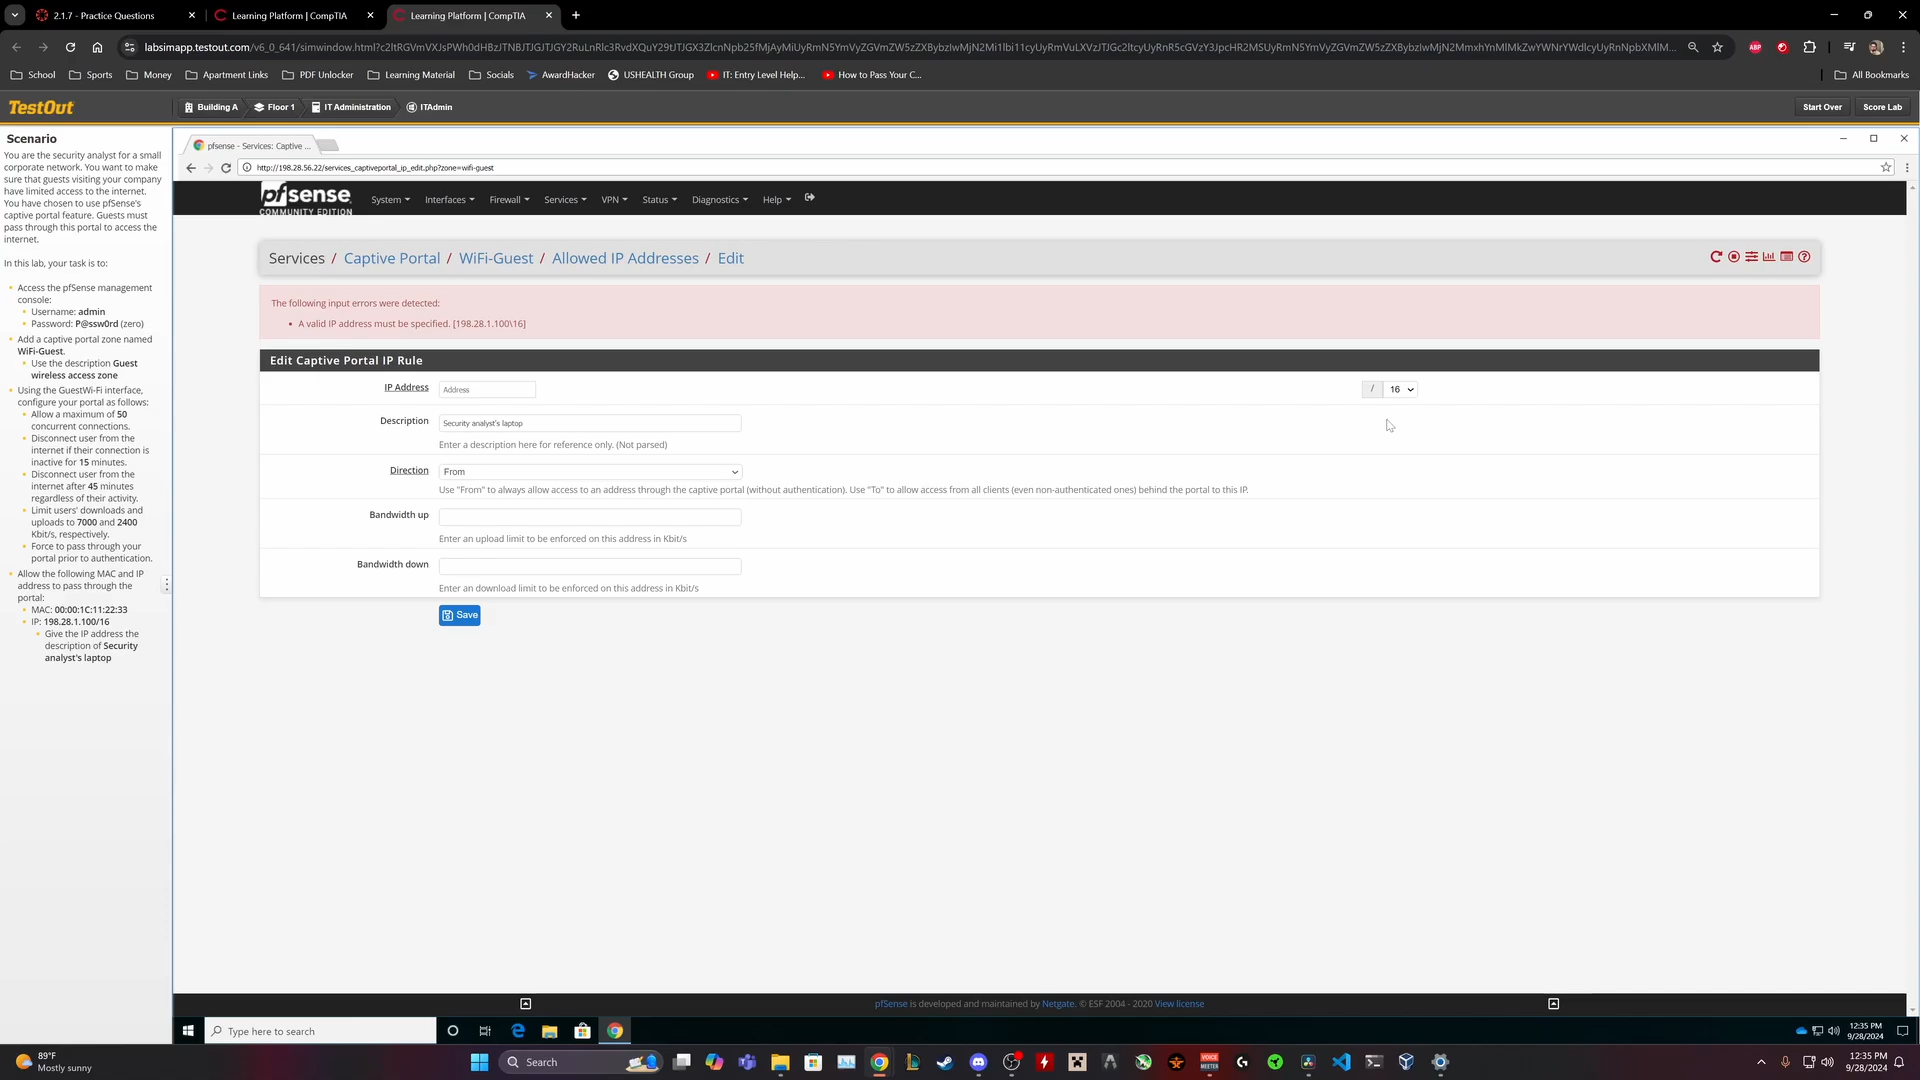 2.1.7 - Practice Questions
Learning Platform | CompTIA
Learning Platform | CompTIA
School
Sports
Money
Apartment Links
PDF Unlocker
Learning Material
Socials
AwardHacker
USHEALTH Group
IT: Entry Level Help...
How to Pass Your C...
All Bookmarks
TestOut
Building A
Floor 1
IT Administration
ITAdmin
Start Over
Score Lab
Scenario
You are the security analyst for a small
corporate network. You want to make
sure that guests visiting your company
have limited access to the internet.
You have chosen to use pfSense's
captive portal feature. Guests must
pass through this portal to access the
internet.
In this lab, your task is to:
Access the pfSense management
console:
Username: admin
Password: P@ssw0rd (zero)
Add a captive portal zone named
WiFi-Guest.
Use the description Guest
wireless access zone
Using the GuestWi-Fi interface,
configure your portal as follows:
Allow a maximum of 50
concurrent connections.
Disconnect user from the
internet if their connection is
inactive for 15 minutes.
Disconnect user from the
internet after 45 minutes
regardless of their activity.
Limit users' downloads and
uploads to 7000 and 2400
Kbit/s, respectively.
Force to pass through your
portal prior to authentication.
Allow the following MAC and IP
address to pass through the
portal:
MAC: 00:00:1C:11:22:33
IP: 198.28.1.100/16
Give the IP address the
description of Security
analyst's laptop
pfsense - Services: Captive ...
http://198.28.56.22/services_captiveportal_ip_edit.php?zone=wifi-guest
pfsense
COMMUNITY EDITION
System
Interfaces
Firewall
Services
VPN
Status
Diagnostics
Help
Services / Captive Portal / WiFi-Guest / Allowed IP Addresses / Edit
The following input errors were detected:
A valid IP address must be specified. [198.28.1.100\16]
Edit Captive Portal IP Rule
IP Address
Address
/ 16
Description
Security analyst's laptop
Enter a description here for reference only. (Not parsed)
Direction
From
Use "From" to always allow access to an address through the captive portal (without authentication). Use "To" to allow access from all clients (even non-authenticated ones) behind the portal to this IP.
Bandwidth up
Enter an upload limit to be enforced on this address in Kbit/s
Bandwidth down
Enter an download limit to be enforced on this address in Kbit/s
Save
pfSense is developed and maintained by Netgate. © ESF 2004 - 2020 View license
Type here to search
12:35 PM
9/28/2024
89°F
Mostly sunny
Search
12:35 PM
9/28/2024